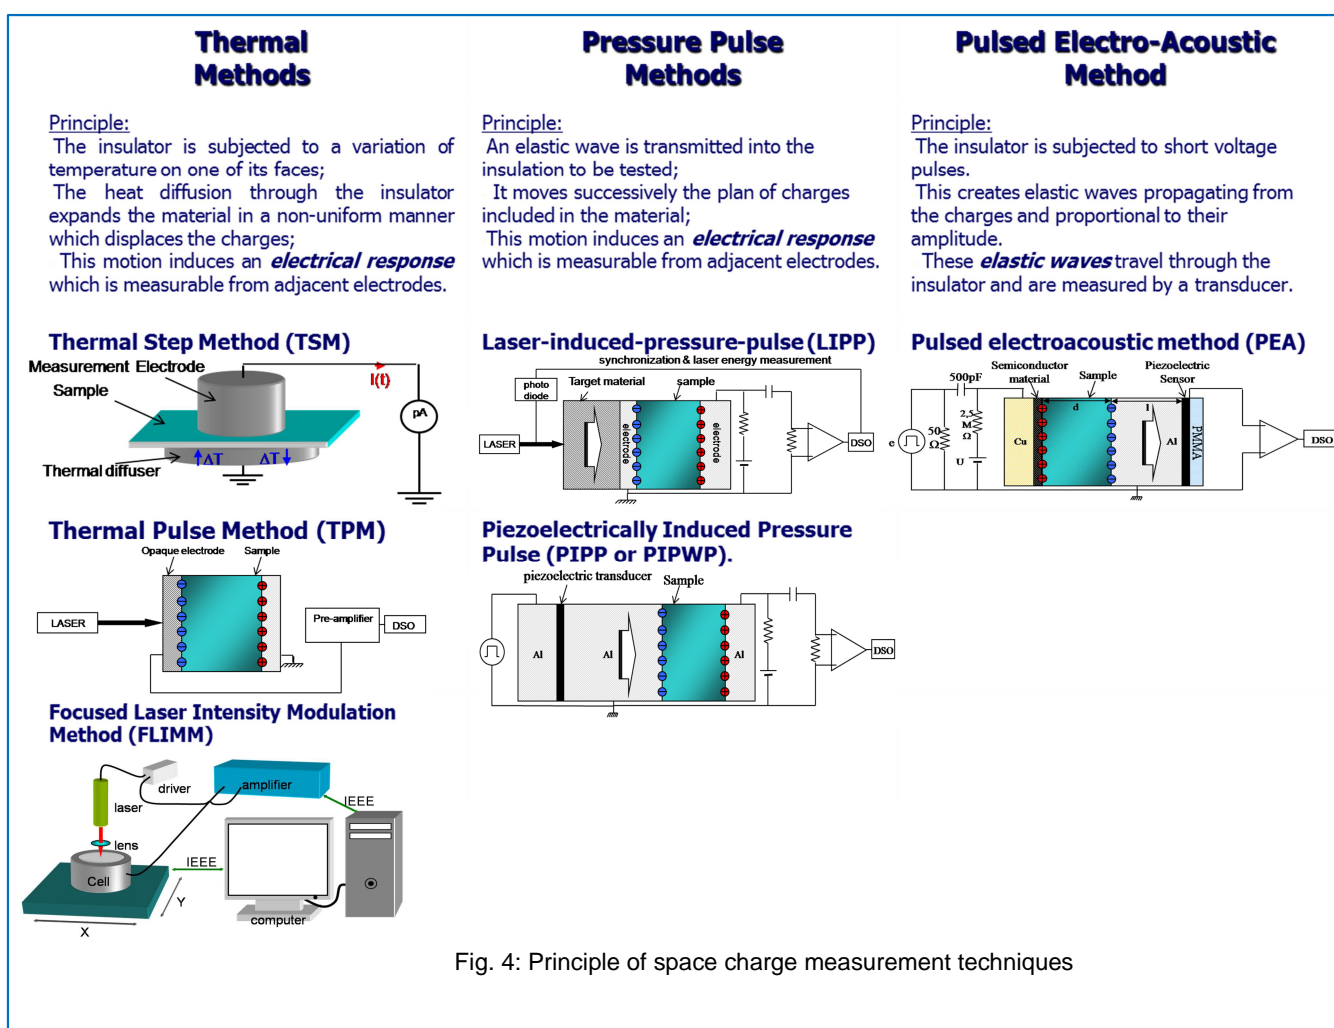 Thermal
Methods
Principle:
The insulator is subjected to a variation of
temperature on one of its faces;
The heat diffusion through the insulator
expands the material in a non-uniform manner
which displaces the charges;
This motion induces an electrical response
which is measurable from adjacent electrodes.
Thermal Step Method (TSM)
Measurement Electrode
Sample
I(t)
pA
Thermal diffuser
ΔT
ΔT
Thermal Pulse Method (TPM)
Opaque electrode
Sample
LASER
Pre-amplifier
DSO
Focused Laser Intensity Modulation
Method (FLIMM)
driver
amplifier
laser
IEEE
lens
IEEE
Cell
Y
X
computer
Pressure Pulse
Methods
Principle:
An elastic wave is transmitted into the
insulation to be tested;
It moves successively the plan of charges
included in the material;
This motion induces an electrical response
which is measurable from adjacent electrodes.
Laser-induced-pressure-pulse (LIPP)
synchronization & laser energy measurement
photo
diode
Target material
sample
LASER
electrode
electrode
DSO
Piezoelectrically Induced Pressure
Pulse (PIPP or PIPWP).
piezoelectric transducer
Sample
Al
Al
Al
DSO
Pulsed Electro-Acoustic
Method
Principle:
The insulator is subjected to short voltage
pulses.
This creates elastic waves propagating from
the charges and proportional to their
amplitude.
These elastic waves travel through the
insulator and are measured by a transducer.
Pulsed electroacoustic method (PEA)
Semiconductor
material
Sample
Piezoelectric
Sensor
500pF
d
l
2,5
M
Ω
50
Ω
e
U
Cu
Al
PMMA
DSO
Fig. 4: Principle of space charge measurement techniques